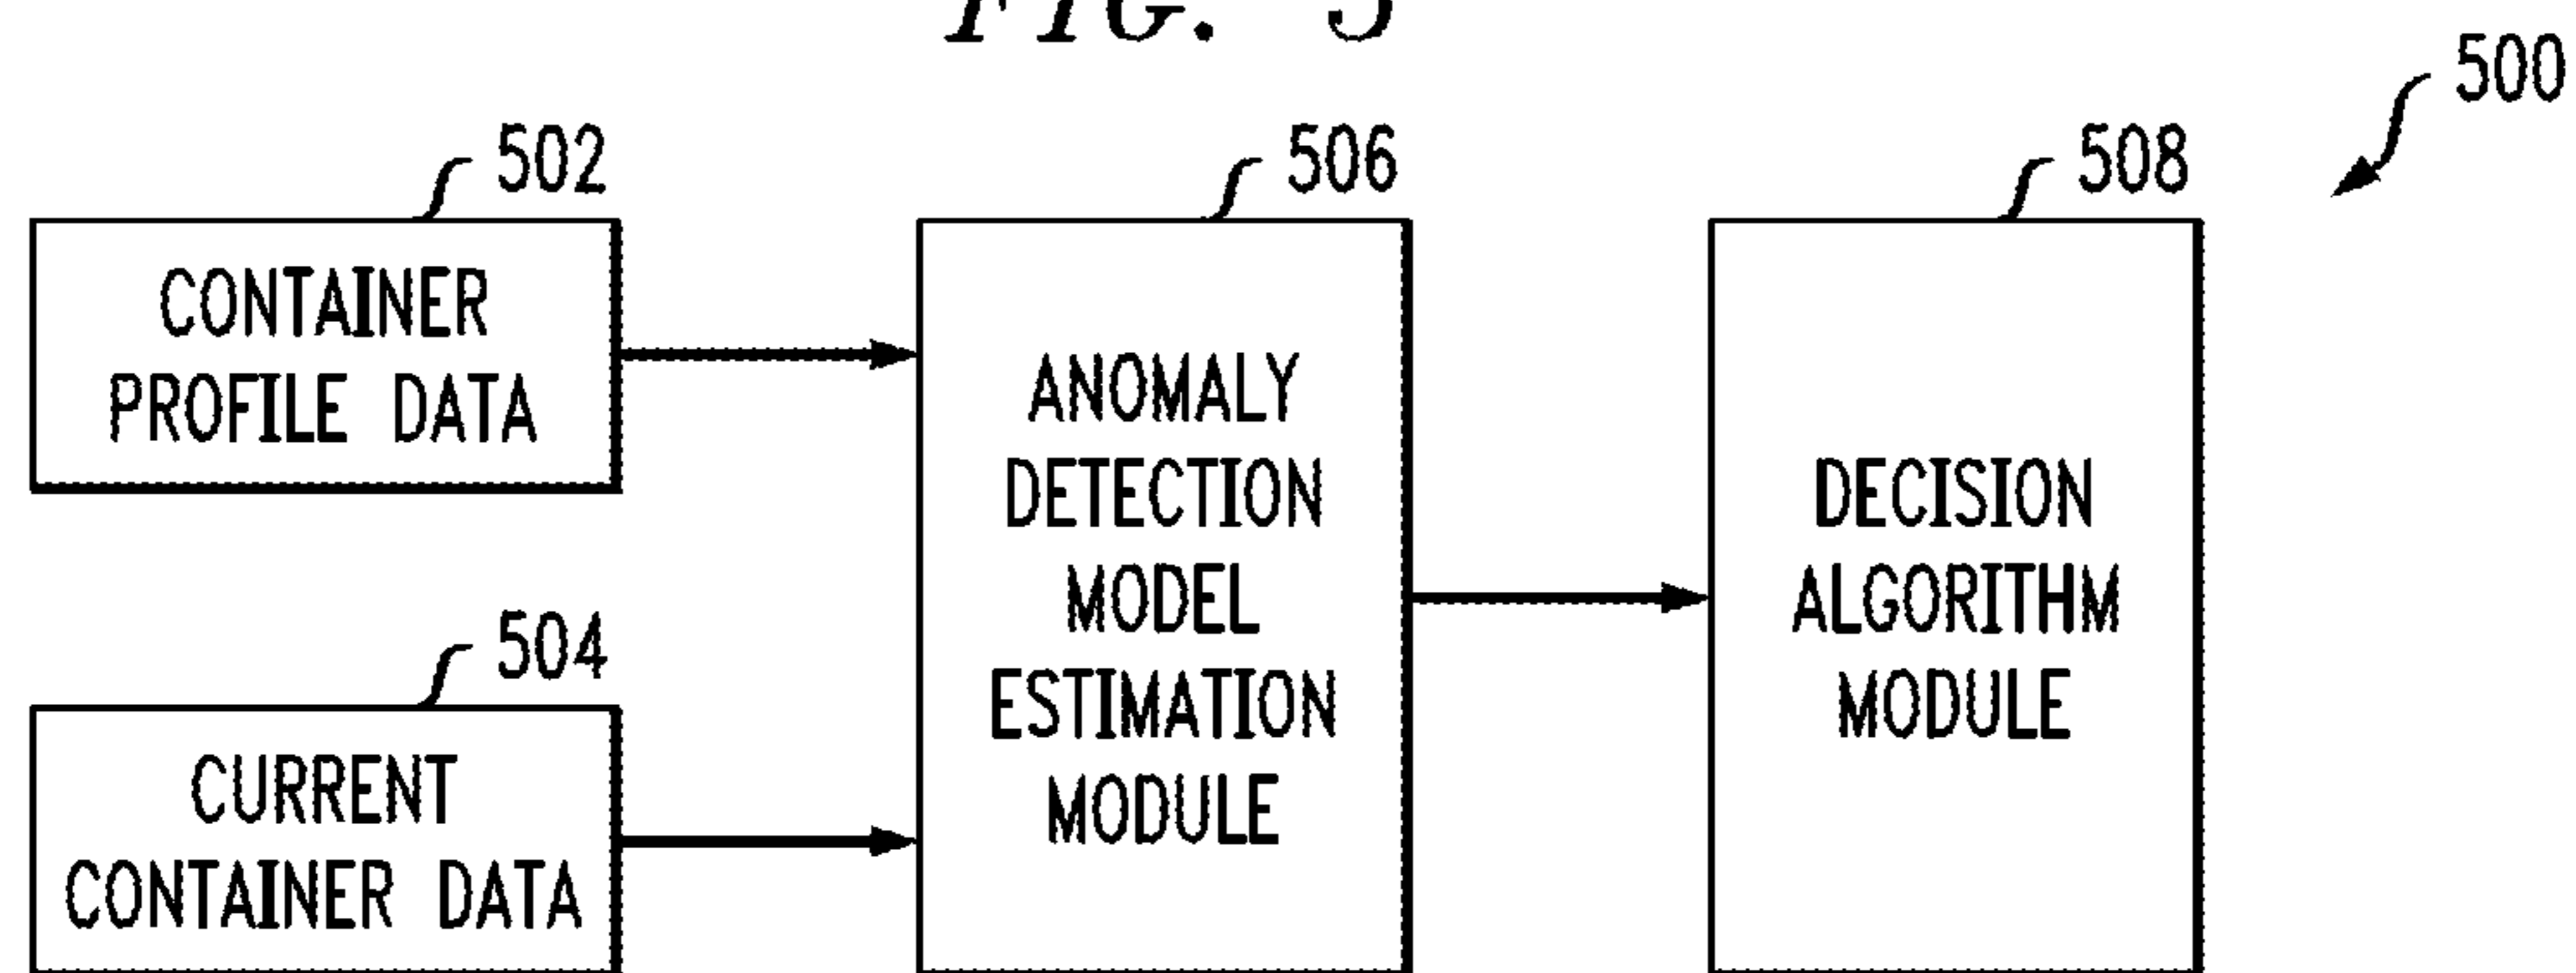 FIG. 5
500
502
CONTAINER
PROFILE DATA
504
CURRENT
CONTAINER DATA
506
ANOMALY
DETECTION
MODEL
ESTIMATION
MODULE
508
DECISION
ALGORITHM
MODULE